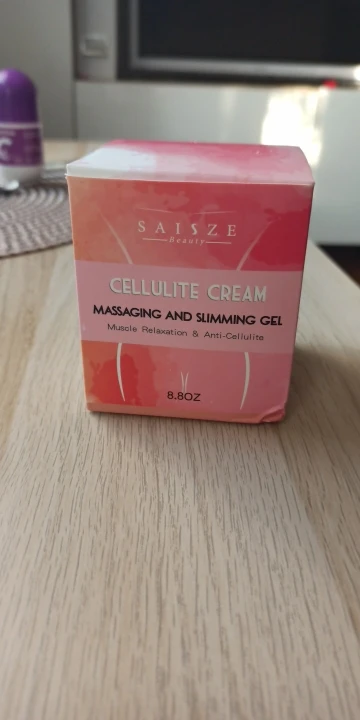 SAISZE
Beauty
CELLULITE CREAM
MASSAGING AND SLIMMING GEL
Muscle Relaxation & Anti-Cellulite
8.8OZ
C